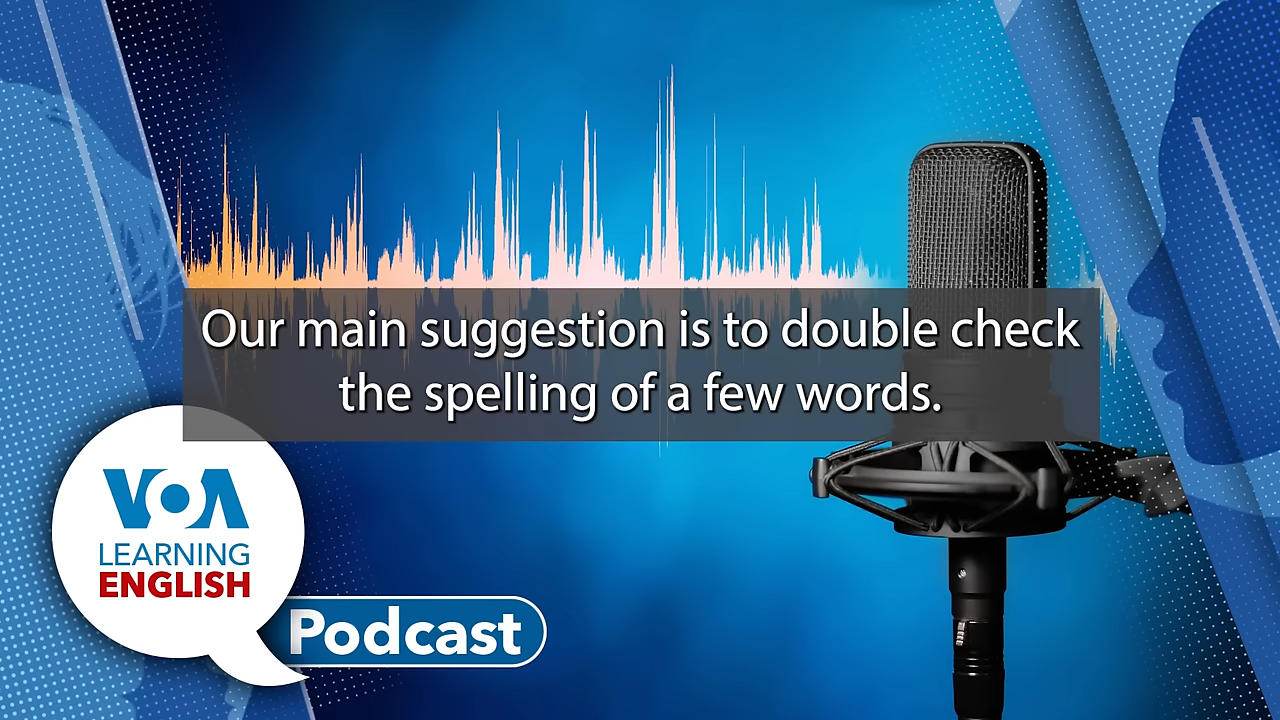 Our main suggestion is to double check
the spelling of a few words.
VOA
LEARNING
ENGLISH
Podcast